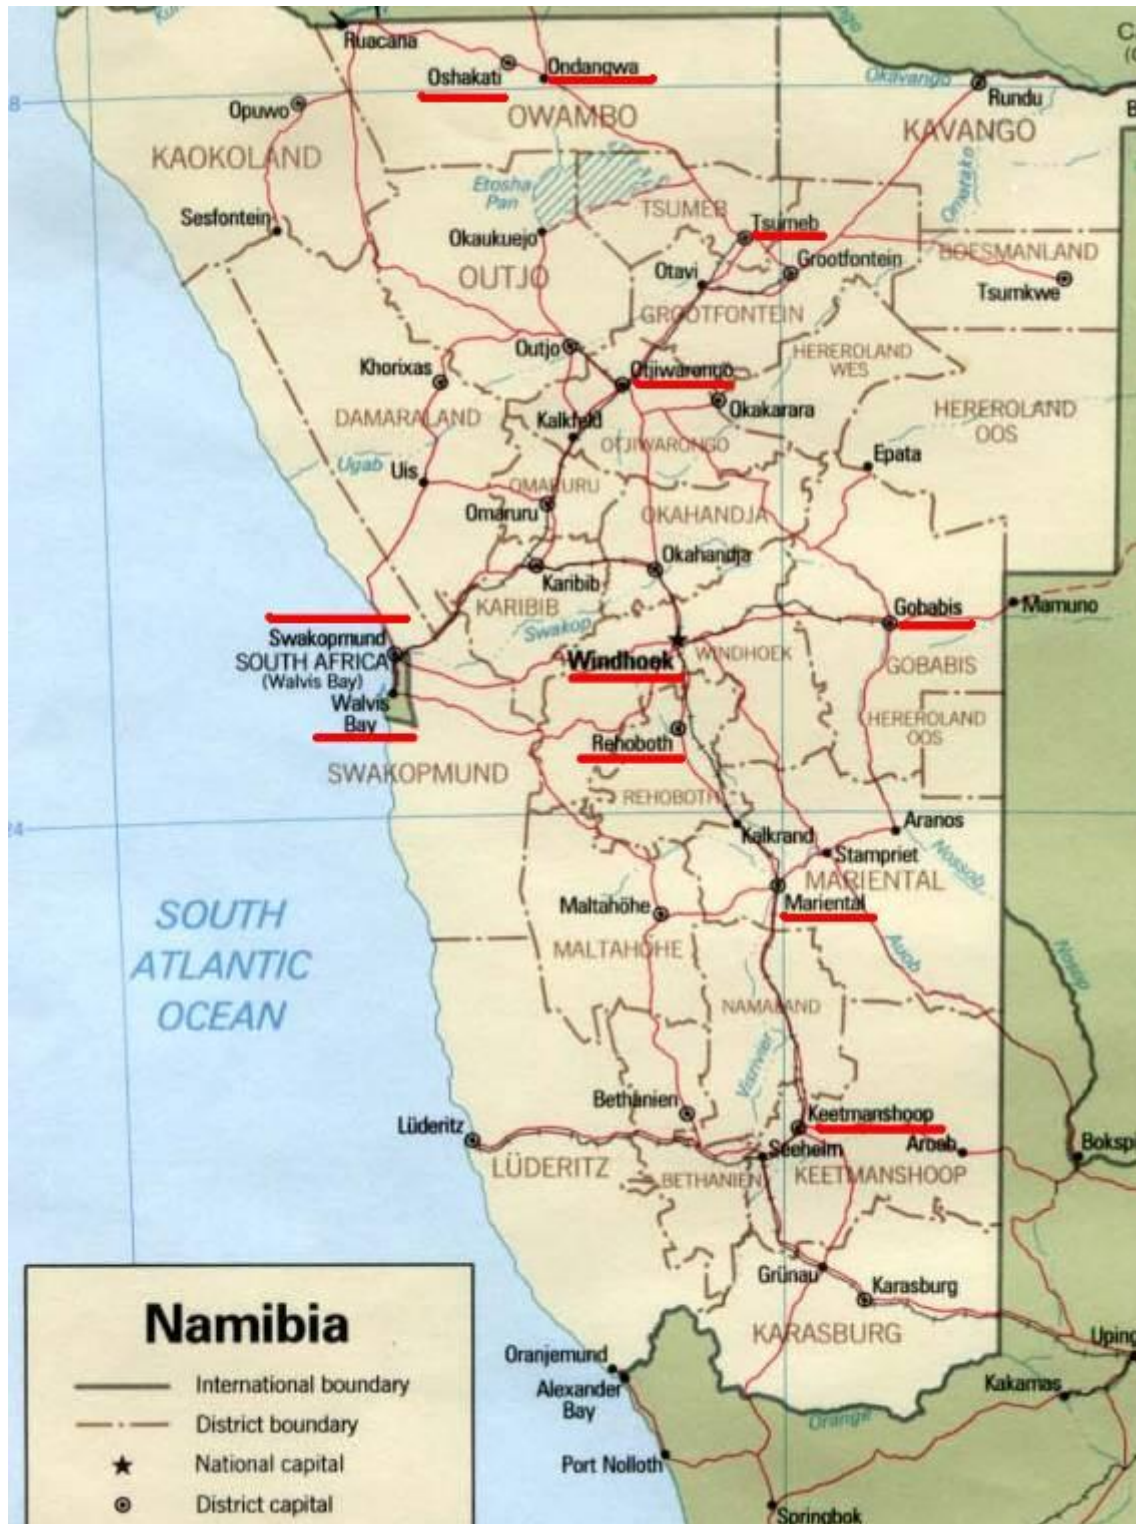 Ruacana
Oshakati
Ondangwa
Okavango
Rundu
Opuwo
OWAMBO
KAVANGO
KAOKOLAND
Etosha
Pan
Omatako
Sesfontein
TSUMEB
Tsumeb
Okaukuejo
BOESMANLAND
Grootfontein
Otavi
OUTJO
Tsumkwe
GROOTFONTEIN
Outjo
HEREROLAND
WES
Khorixas
Otjiwarongo
Okakarara
HEREROLAND
OOS
DAMARALAND
Kalkfeld
OTJIWARONGO
Epata
Ugab
Uis
OMARURU
Omaruru
OKAHANDJA
Okahandja
Karibib
KARIBIB
Gobabis
Mamuno
Swakop
Swakopmund
SOUTH AFRICA
(Walvis Bay)
Windhoek
WINDHOEK
GOBABIS
Walvis
Bay
HEREROLAND
OOS
Rehoboth
SWAKOPMUND
REHOBOTH
Kalkrand
Aranos
24
Stampriet
Nossob
MARIENTAL
Mariental
Maltahöhe
SOUTH
ATLANTIC
OCEAN
MALTAHÖHE
Auob
Nosop
NAMALAND
Visrivier
Bethanien
Keetmanshoop
Lüderitz
Aroab
Seeheim
LÜDERITZ
BETHANIEN
KEETMANSHOOP
Grünau
Karasburg
KARASBURG
Namibia
International boundary
District boundary
National capital
District capital
Oranjemund
Alexander
Bay
Orange
Kakamas
Port Nolloth
Springbok